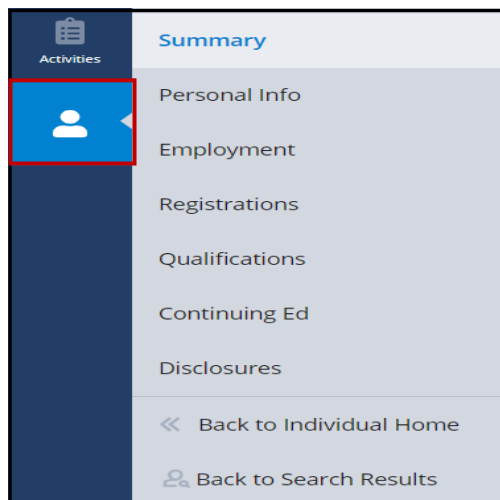 Activities
Summary
Personal Info
Employment
Registrations
Qualifications
Continuing Ed
Disclosures
Back to Individual Home
Back to Search Results